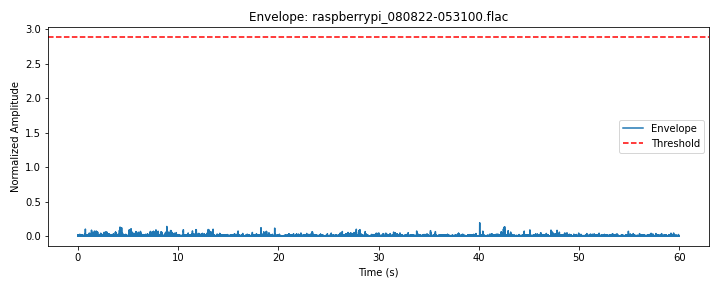 Envelope: raspberrypi_080822-053100.flac
Normalized Amplitude
3.0
2.5
2.0
1.5
1.0
0.5
0.0
Envelope
Threshold
0
10
20
30
40
50
60
Time (s)